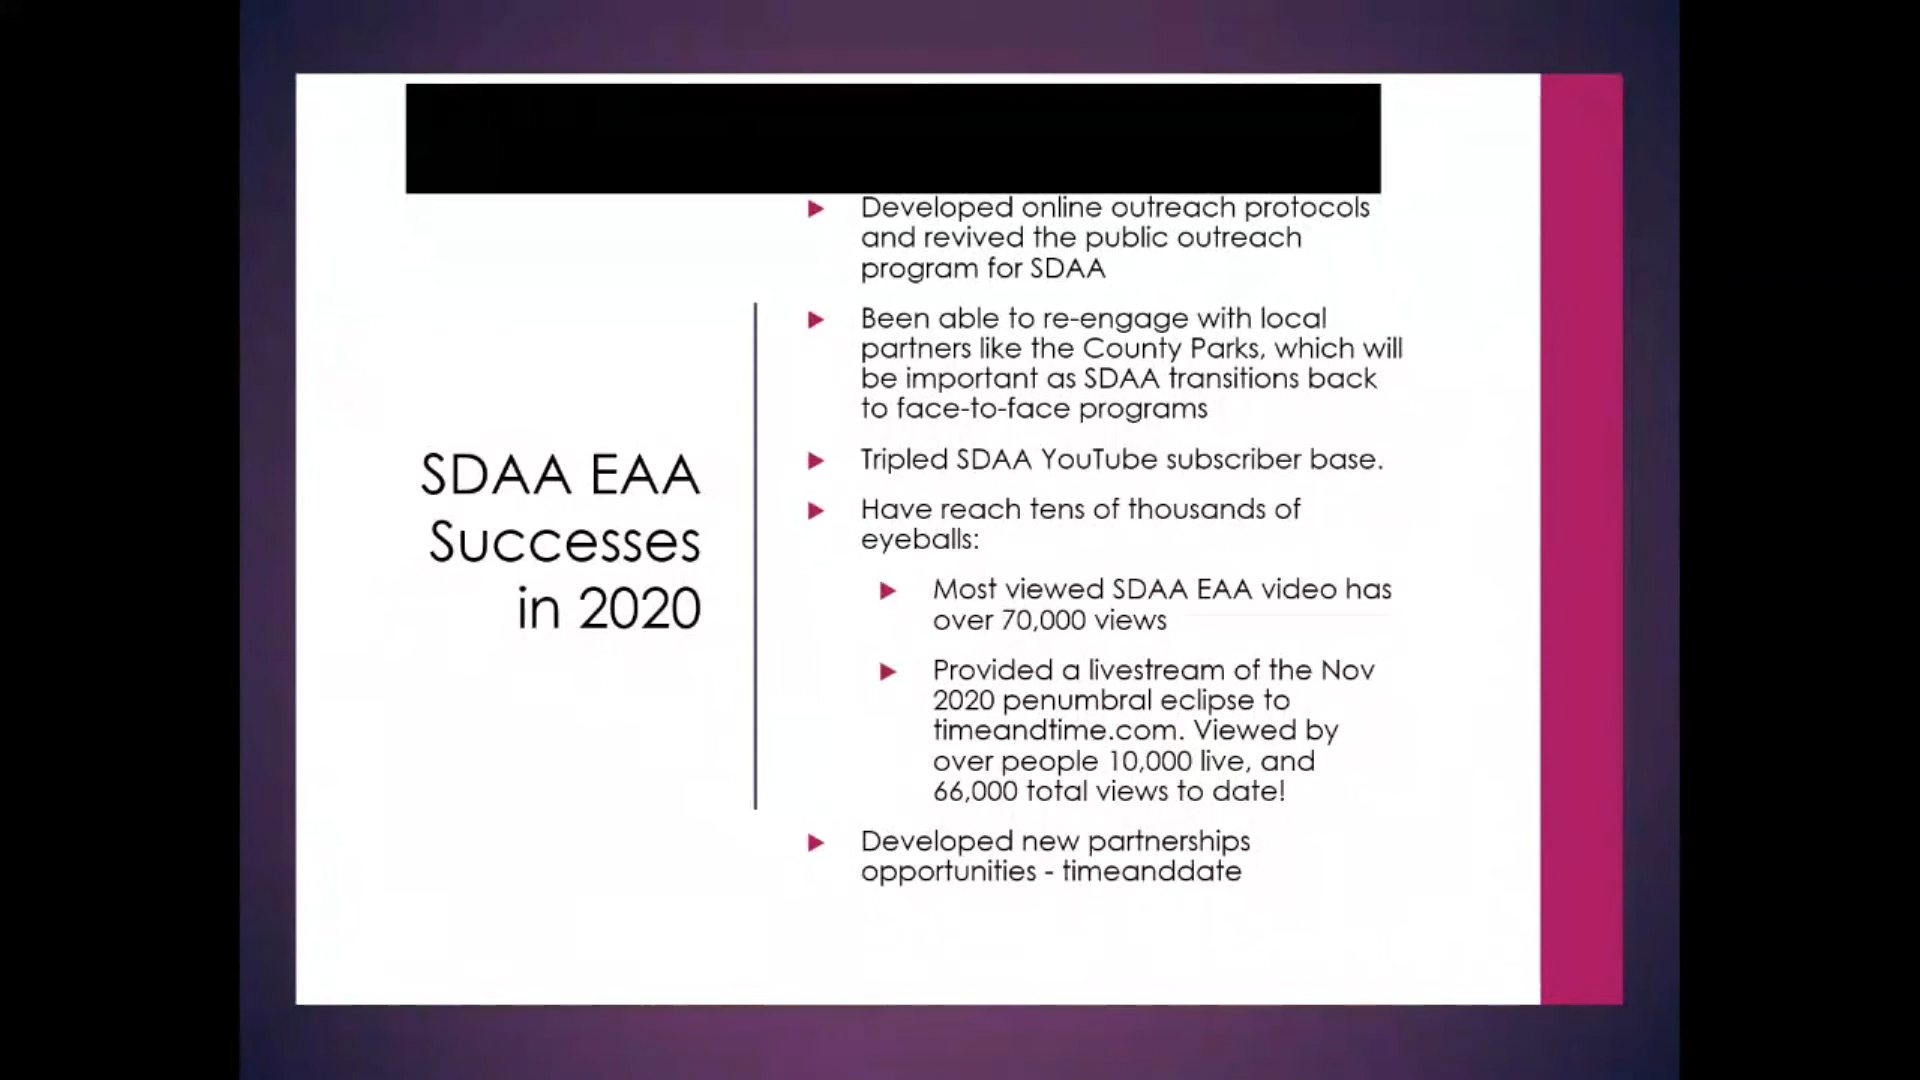 SDAA EAA
Successes
in 2020
Developed online outreach protocols
and revived the public outreach
program for SDAA
Been able to re-engage with local
partners like the County Parks, which will
be important as SDAA transitions back
to face-to-face programs
Tripled SDAA YouTube subscriber base.
Have reach tens of thousands of
eyeballs:
Most viewed SDAA EAA video has
over 70,000 views
Provided a livestream of the Nov
2020 penumbral eclipse to
timeandtime.com. Viewed by
over people 10,000 live, and
66,000 total views to date!
Developed new partnerships
opportunities - timeanddate